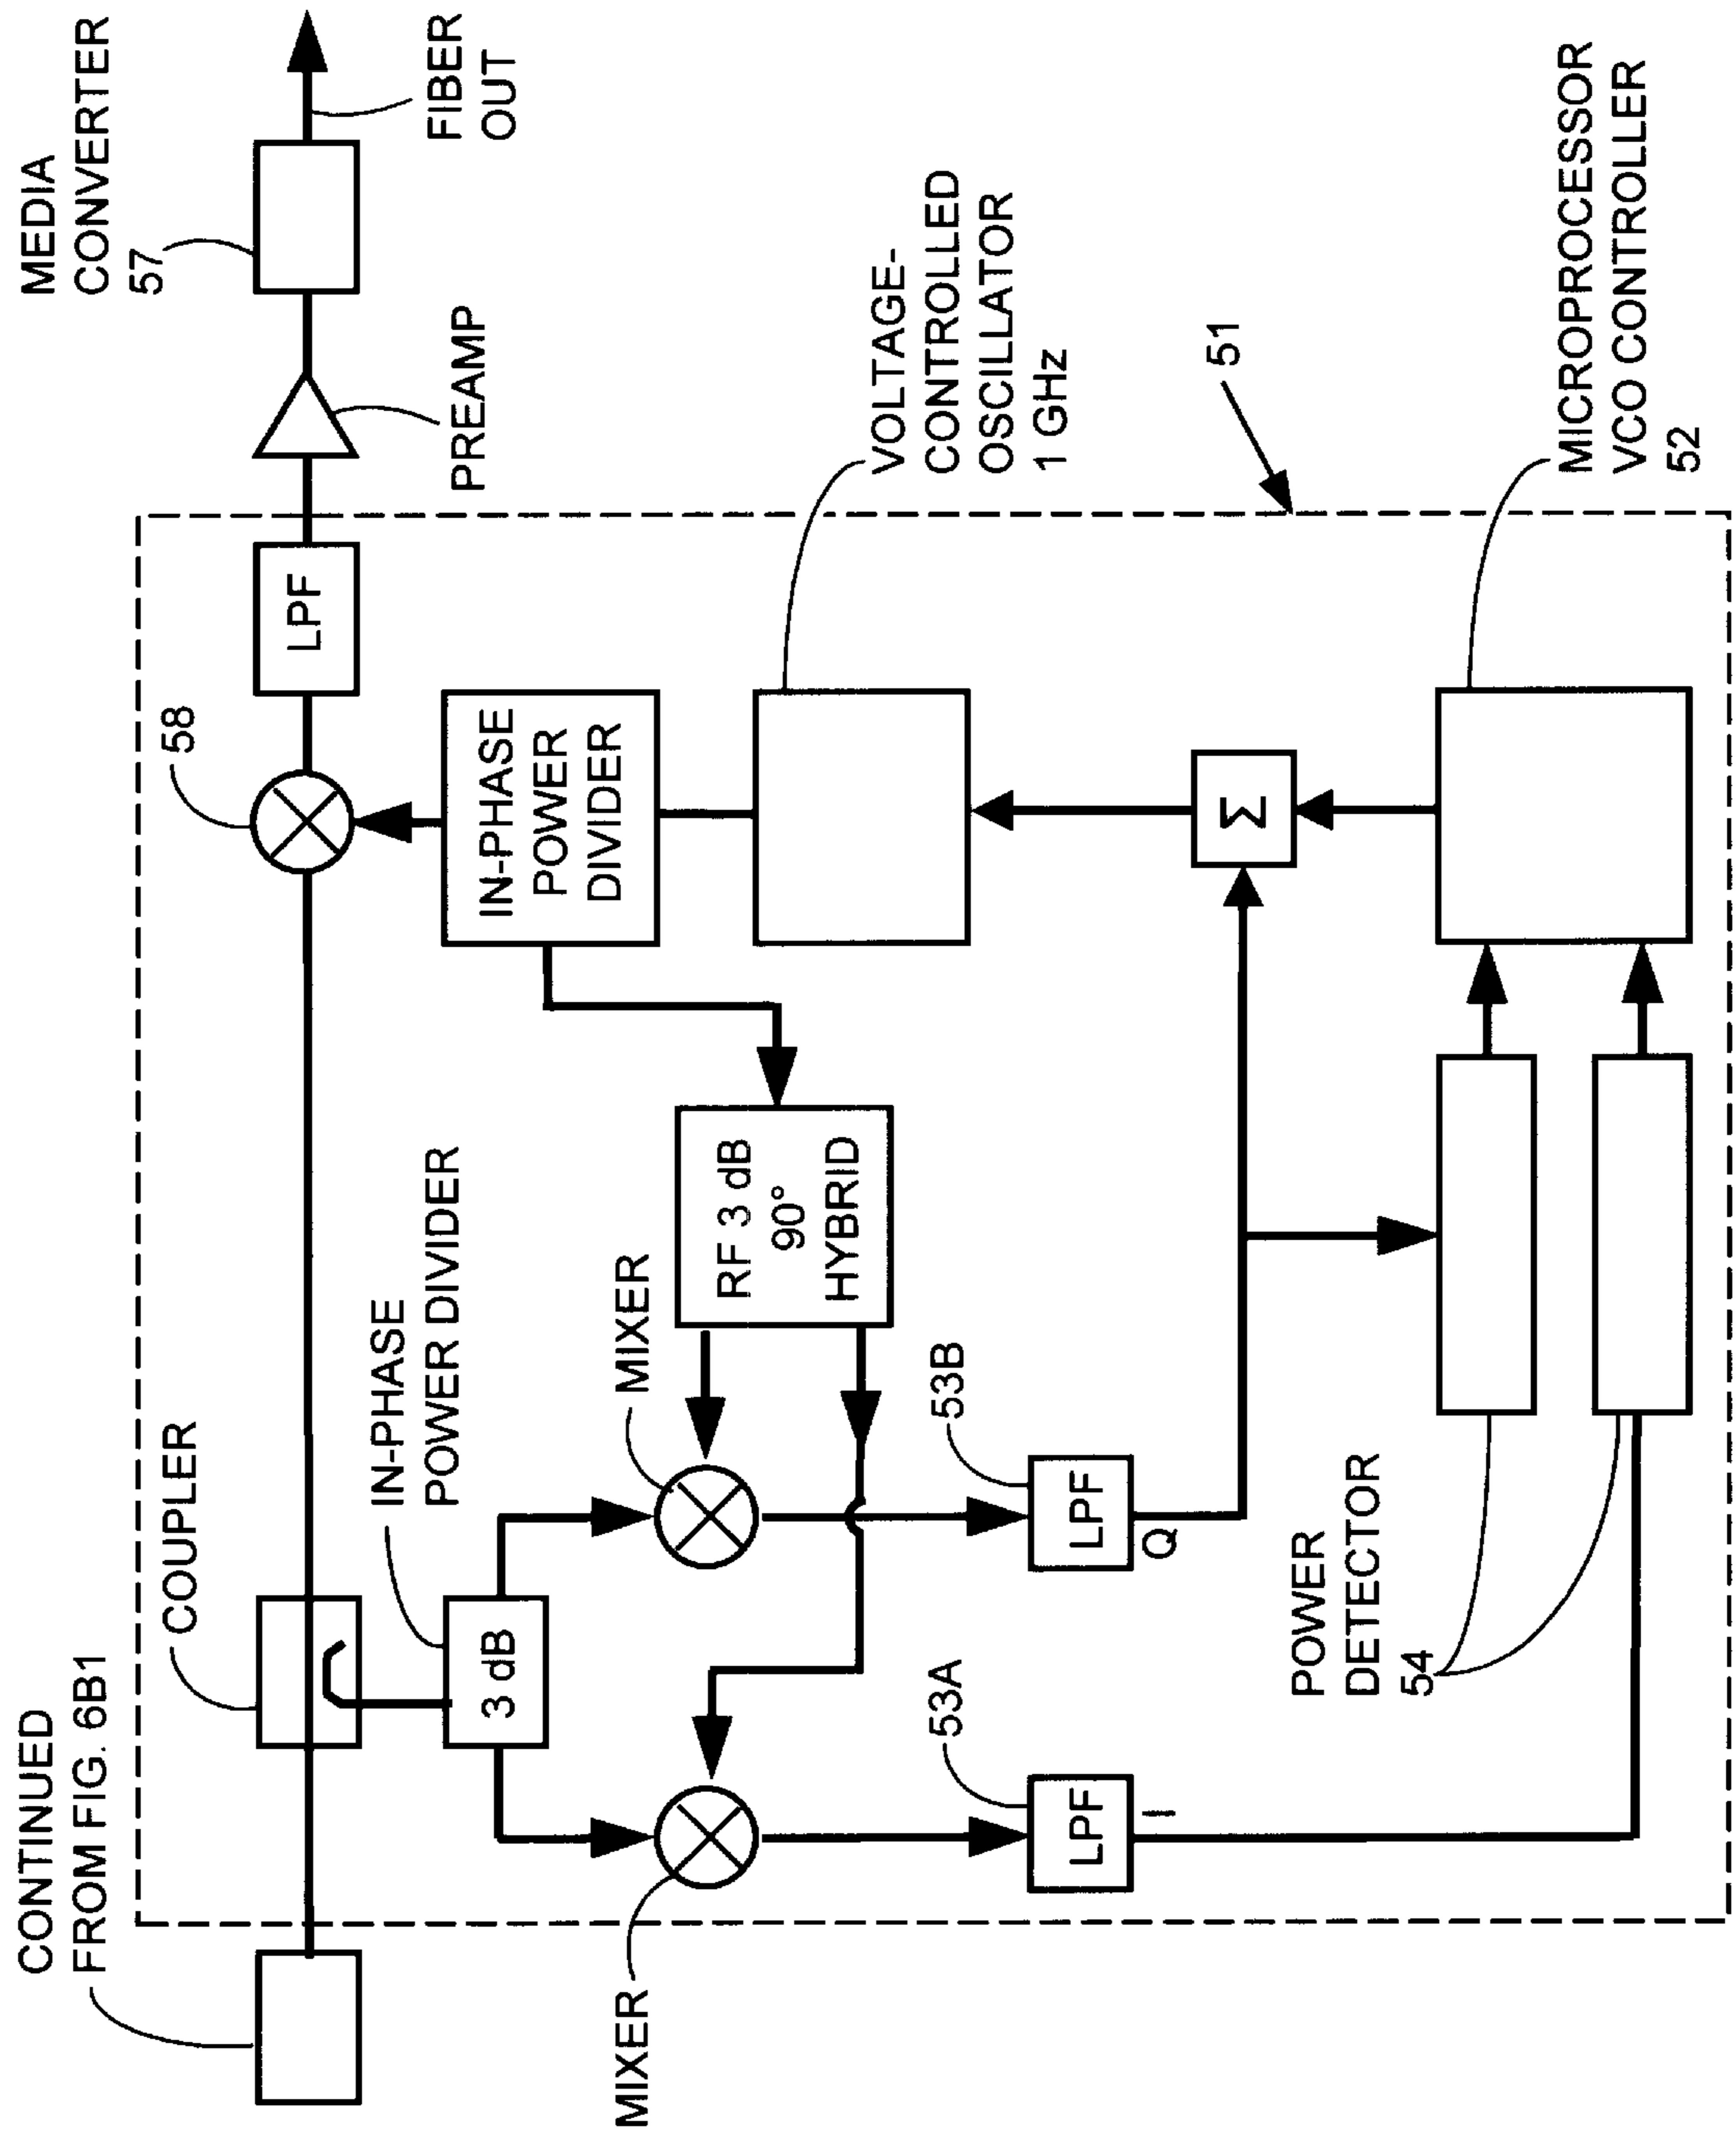 CONTINUED
FROM FIG. 6B1
COUPLER
58
MEDIA
CONVERTER
57
LPF
PREAMP
FIBER
OUT
IN-PHASE
POWER DIVIDER
3 dB
MIXER
MIXER
RF 3 dB
90°
HYBRID
IN-PHASE
POWER
DIVIDER
VOLTAGE-
CONTROLLED
OSCILLATOR
1 GHz
53A
LPF
I
53B
LPF
Q
Σ
51
POWER
DETECTOR
54
MICROPROCESSOR
VCO CONTROLLER
52